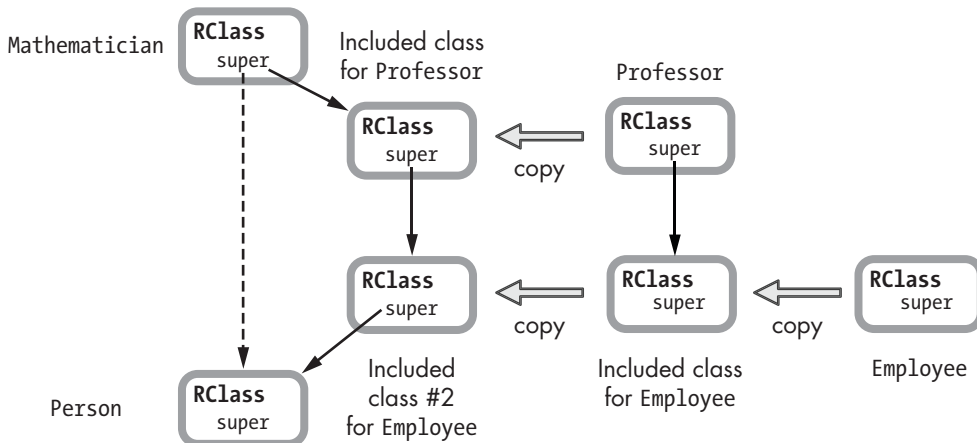 Mathematician
RClass
super
Included class
for Professor
RClass
super
copy
Professor
RClass
super
RClass
super
copy
RClass
super
copy
RClass
super
Person
RClass
super
Included
class #2
for Employee
Included class
for Employee
Employee